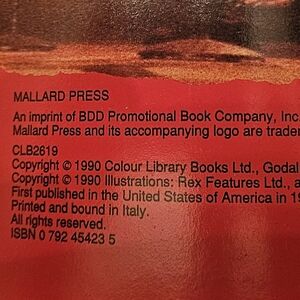 MALLARD PRESS
An imprint of BDD Promotional Book Company, Inc.
Mallard Press and its accompanying logo are trade
CLB2619
Copyright © 1990 Colour Library Books Ltd., Godal
Copyright © 1990 Illustrations: Rex Features Ltd., a
First published in the United States of America in 19
Printed and bound in Italy.
All rights reserved.
ISBN 0 792 45423 5